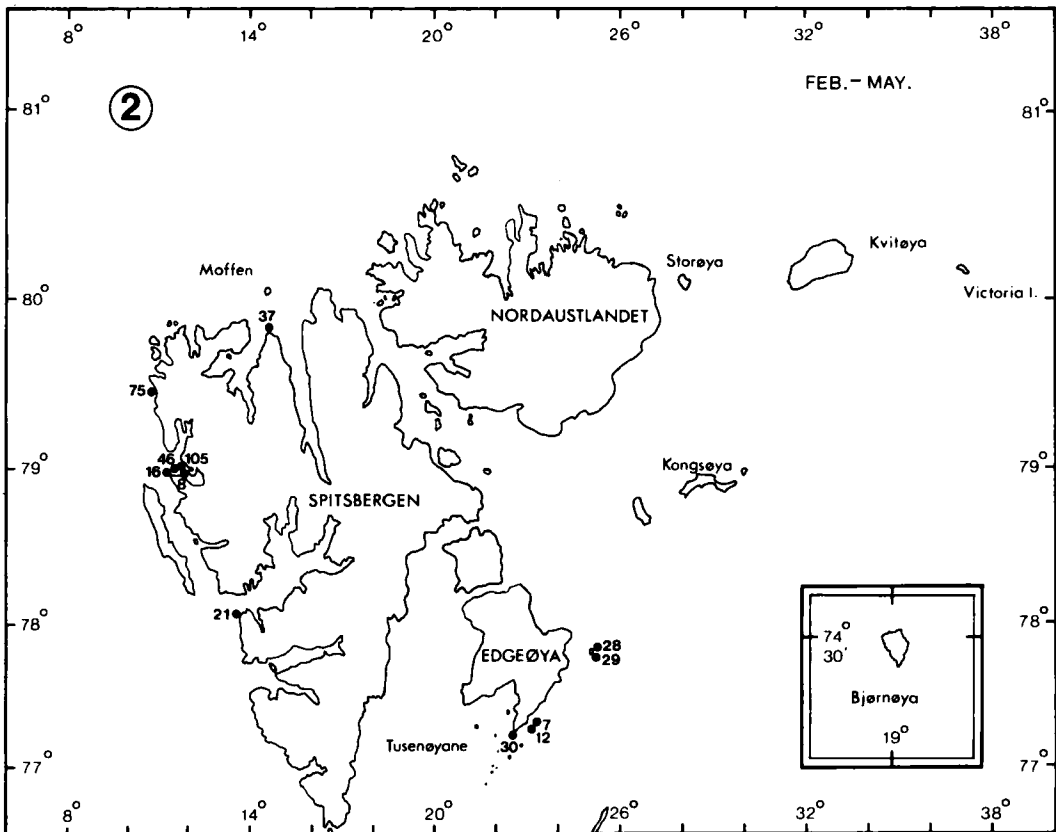 8° 14° 20° 26° 32° 38°
FEB.- MAY.
2
81° 81°
Storøya
Kvitøya
Moffen
Victoria I.
80°
NORDAUSTLANDET
37
75
46 105
79° 16 79°
8
Kongsøya
SPITSBERGEN
21
78° 78°
28
EDGEØYA
29
74°
30'
Bjørnøya
19°
7
12
Tusenøyane
30
77° 77°
8° 14° 20° 26° 32° 38°